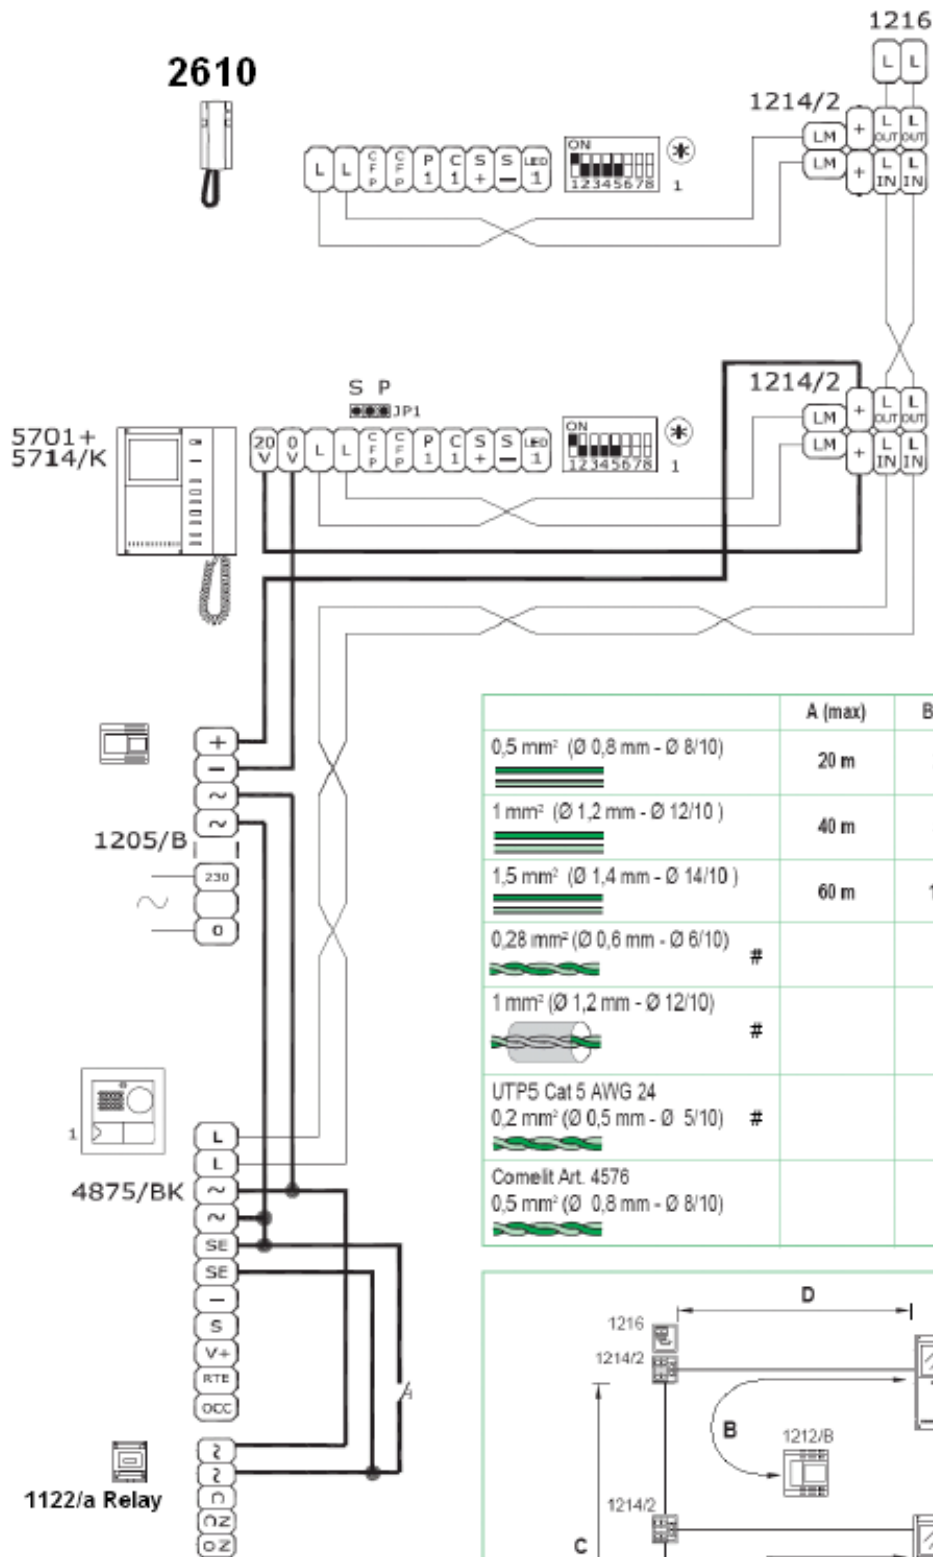 1216
L L
2610
1214/2
LM + L OUT L OUT
LM + L IN L IN
L L CFP CFP P1 C1 S+ S- LED1
ON
12345678
* 1
S P
JP1
1214/2
5701+
5714/K
20V 0V L L CFP CFP P1 C1 S+ S- LED1
ON
12345678
* 1
LM + L OUT L OUT
LM + L IN L IN
A (max) B
0,5 mm² (Ø 0,8 mm - Ø 8/10)
20 m
1 mm² (Ø 1,2 mm - Ø 12/10 )
40 m
1,5 mm² (Ø 1,4 mm - Ø 14/10 )
60 m 1
0,28 mm² (Ø 0,6 mm - Ø 6/10) #
1 mm² (Ø 1,2 mm - Ø 12/10) #
UTP5 Cat 5 AWG 24
0,2 mm² (Ø 0,5 mm - Ø 5/10) #
Comelit Art. 4576
0,5 mm² (Ø 0,8 mm - Ø 8/10)
+
−
~
~
1205/B
230
~
0
1
4875/BK
L
L
~
~
SE
SE
−
S
V+
RTE
OCC
1122/a Relay
~
~
C
NC
NO
D
1216
1214/2
B
1212/B
1214/2
C